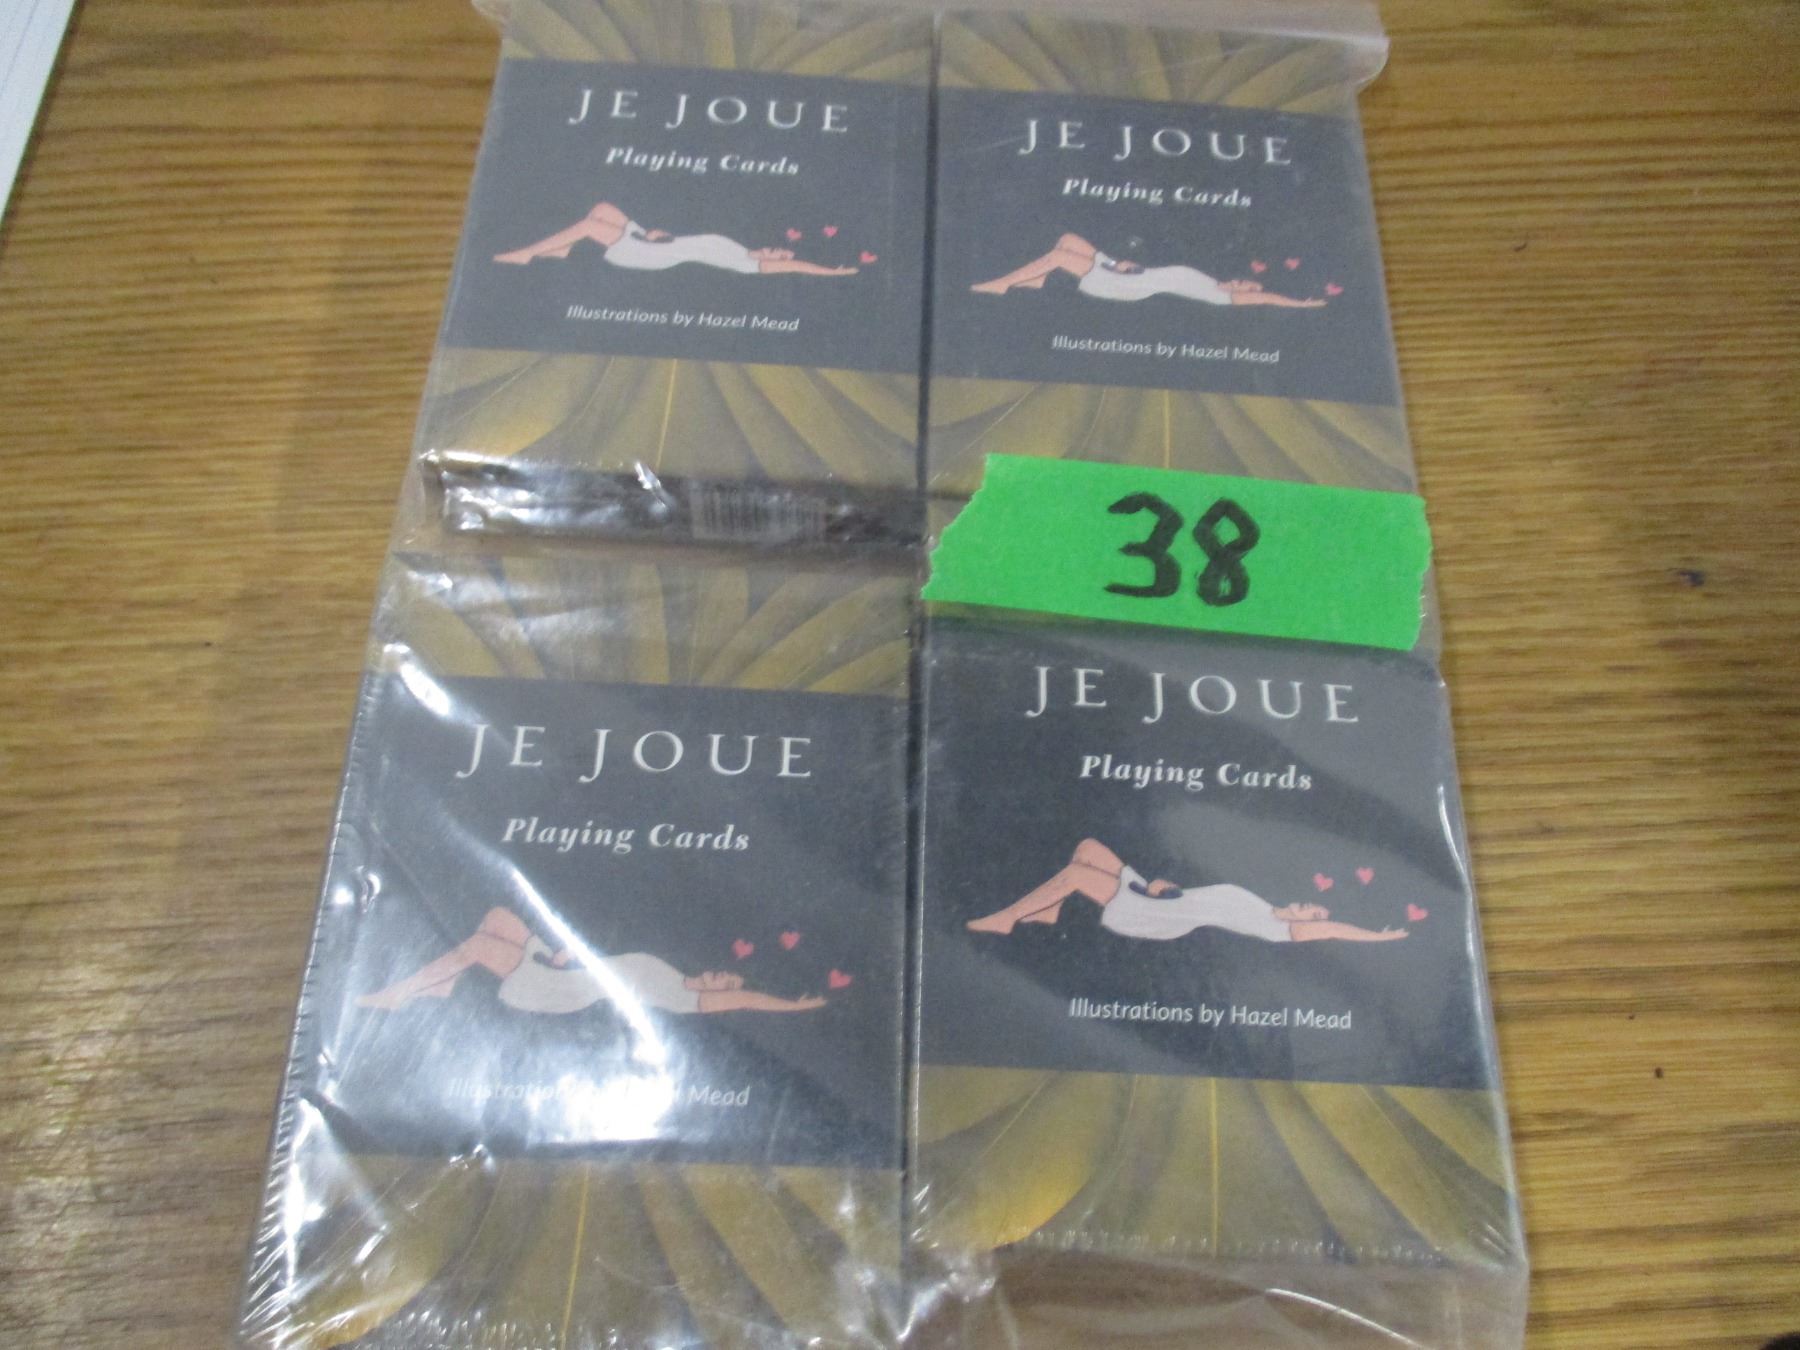 JE JOUE
Playing Cards
Illustrations by Hazel Mead
JE JOUE
Playing Cards
Illustrations by Hazel Mead
38
JE JOUE
Playing Cards
Mead
JE JOUE
Playing Cards
Illustrations by Hazel Mead